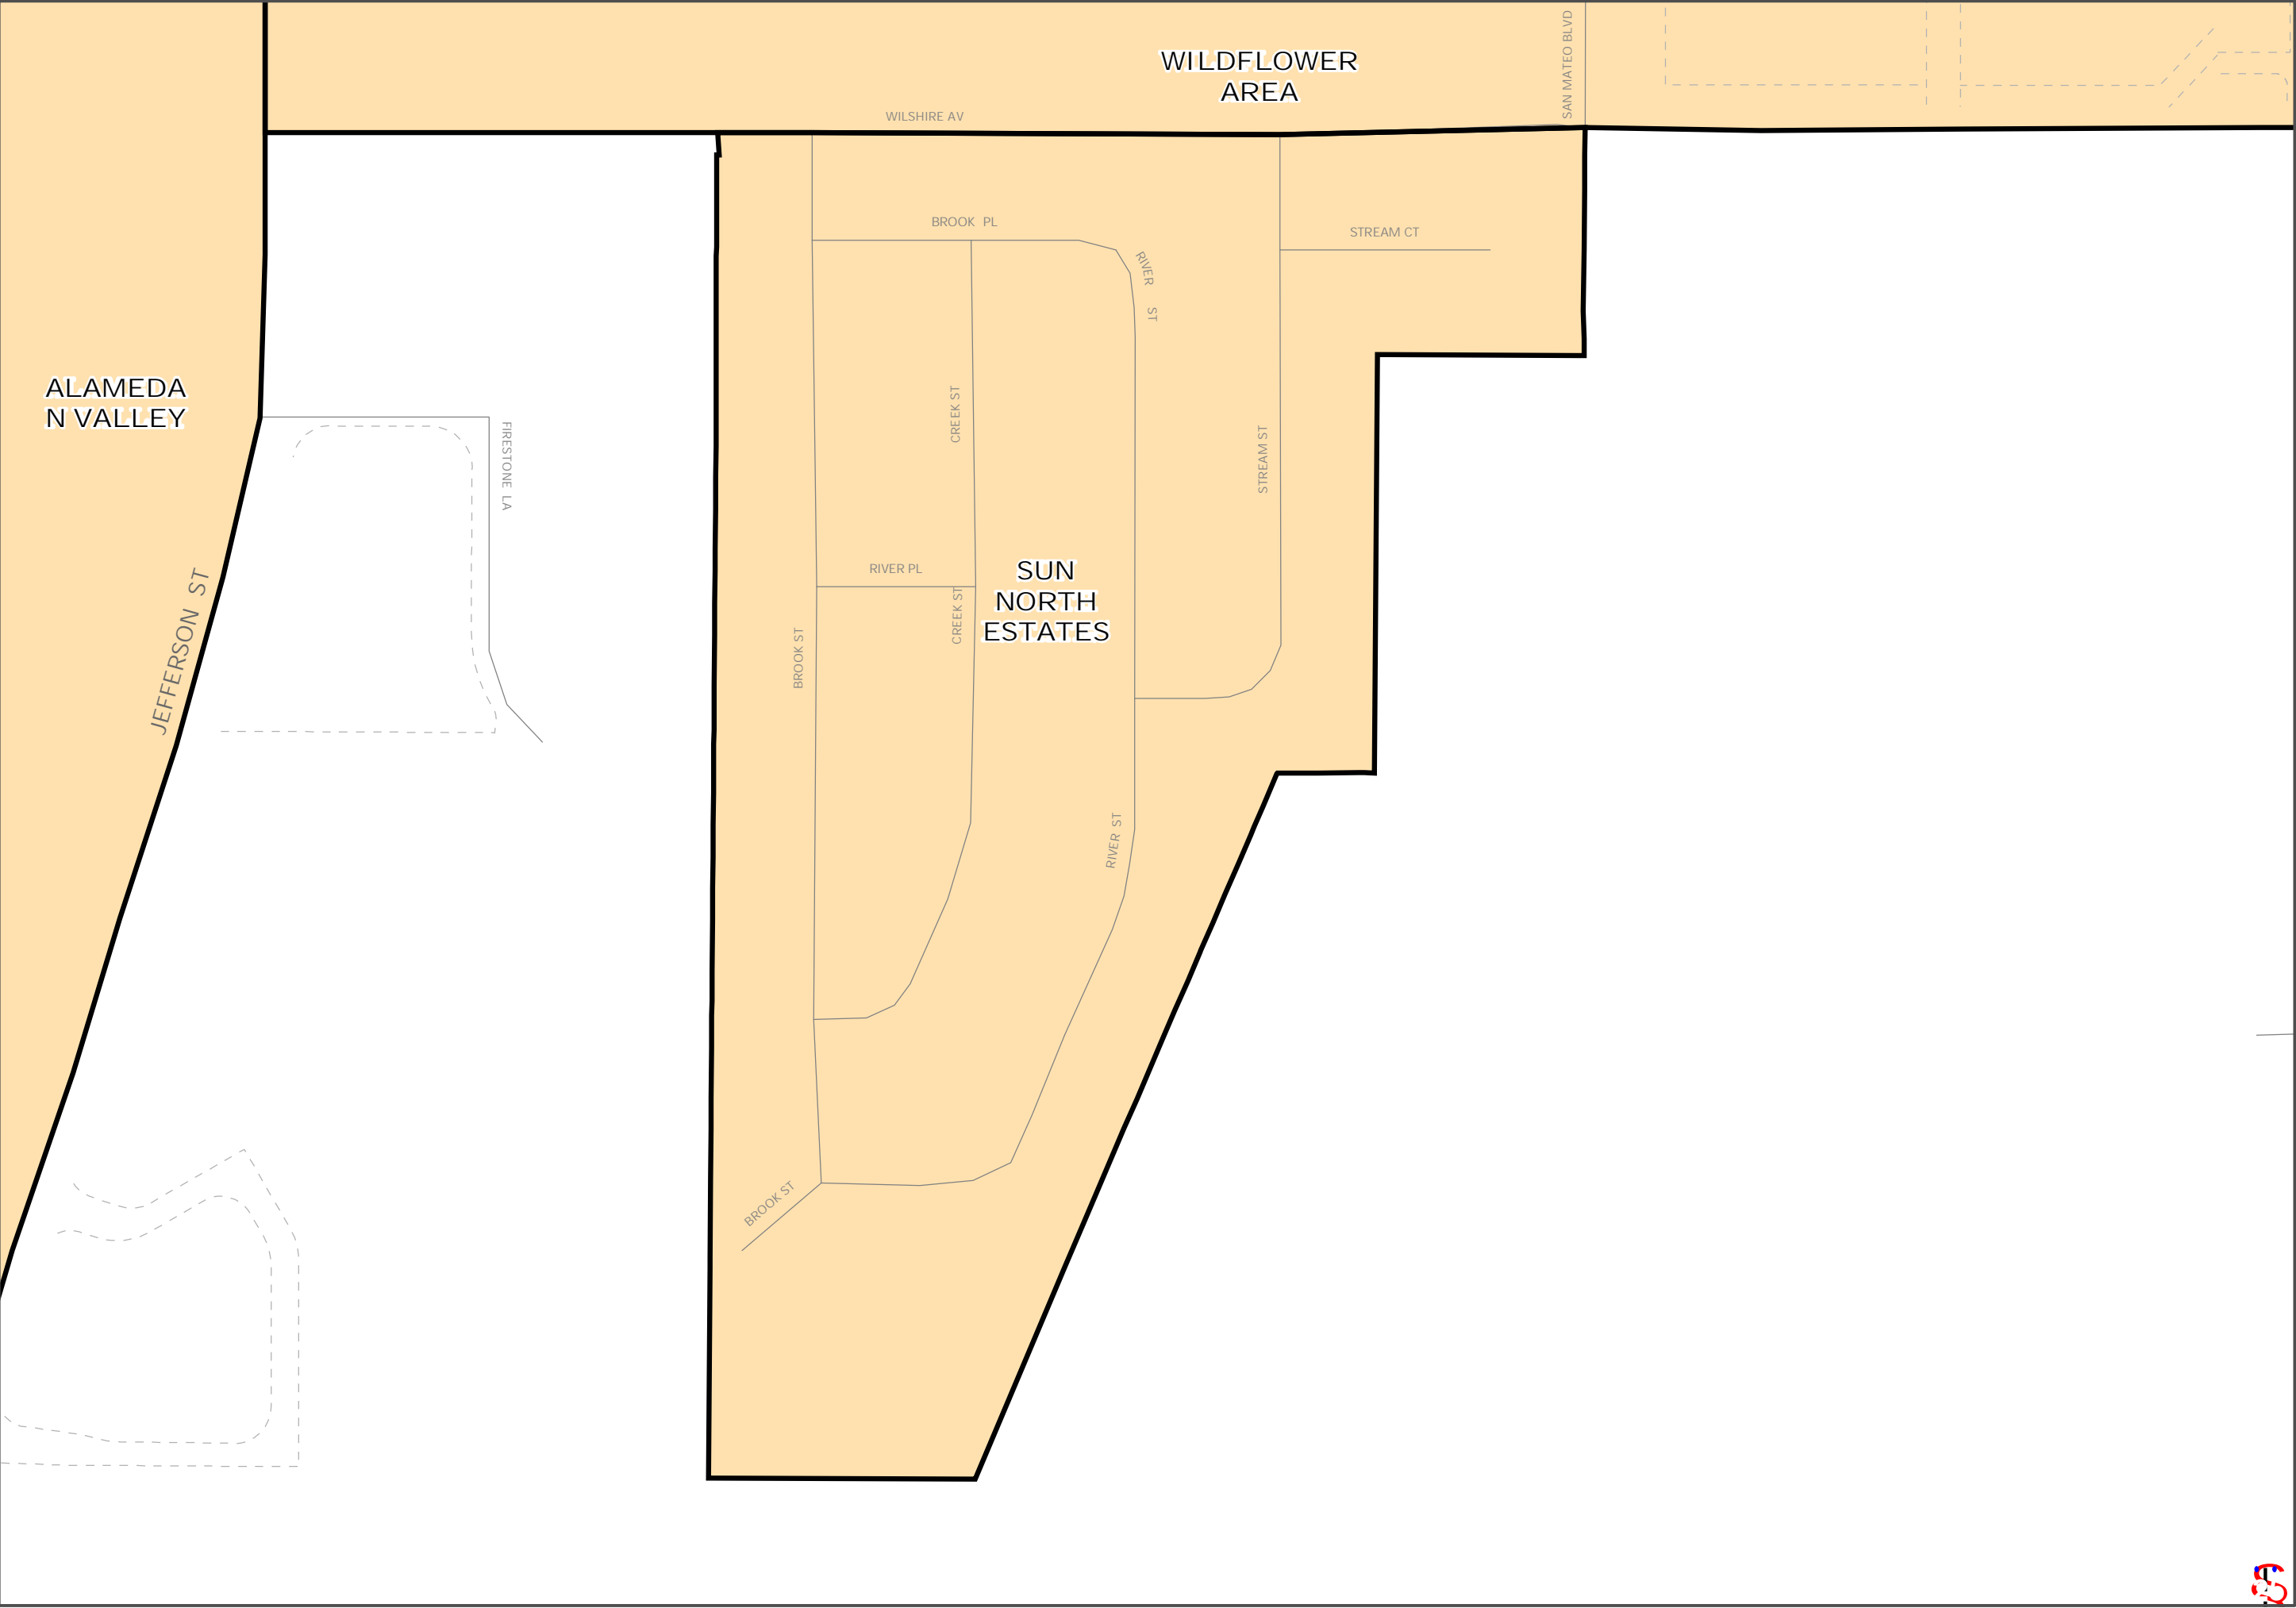 SAN MATEO BLVD
WILDFLOWER
AREA
WILSHIRE AV
BROOK PL
STREAM CT
RIVER ST
ALAMEDA
N VALLEY
CREEK ST
STREAM ST
FIRESTONE LA
RIVER PL
SUN
NORTH
ESTATES
CREEK ST
JEFFERSON ST
BROOK ST
RIVER ST
BROOK ST